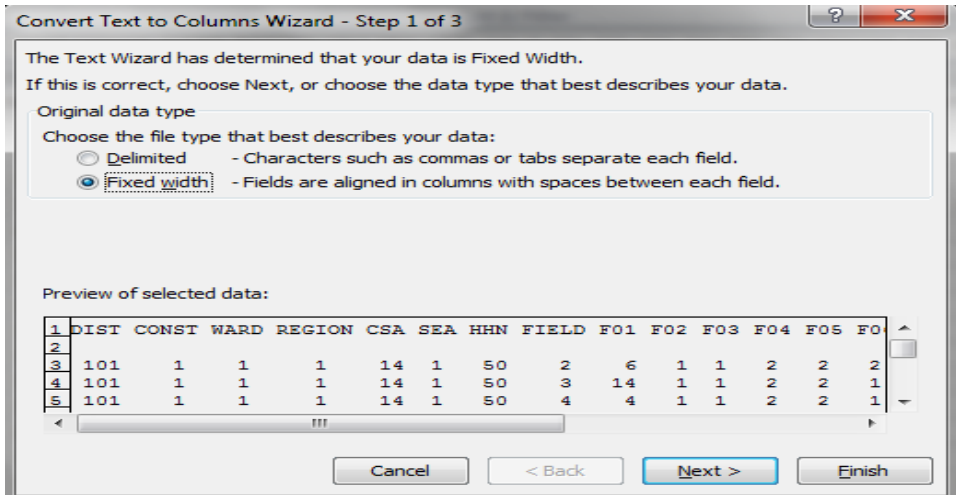 Convert Text to Columns Wizard - Step 1 of 3
?
The Text Wizard has determined that your data is Fixed Width.
If this is correct, choose Next, or choose the data type that best describes your data.
Original data type
Choose the file type that best describes your data:
Delimited - Characters such as commas or tabs separate each field.
Fixed width - Fields are aligned in columns with spaces between each field.
Preview of selected data:
1 DIST CONST WARD REGION CSA SEA HHN FIELD F01 F02 F03 F04 F05
2
3 101 1 1 1 14 1 50 2 6 1 1 2 2 2
4 101 1 1 1 14 1 50 3 14 1 1 2 2 1
5 101 1 1 1 14 1 50 4 4 1 1 2 2 1
Cancel < Back Next > Finish